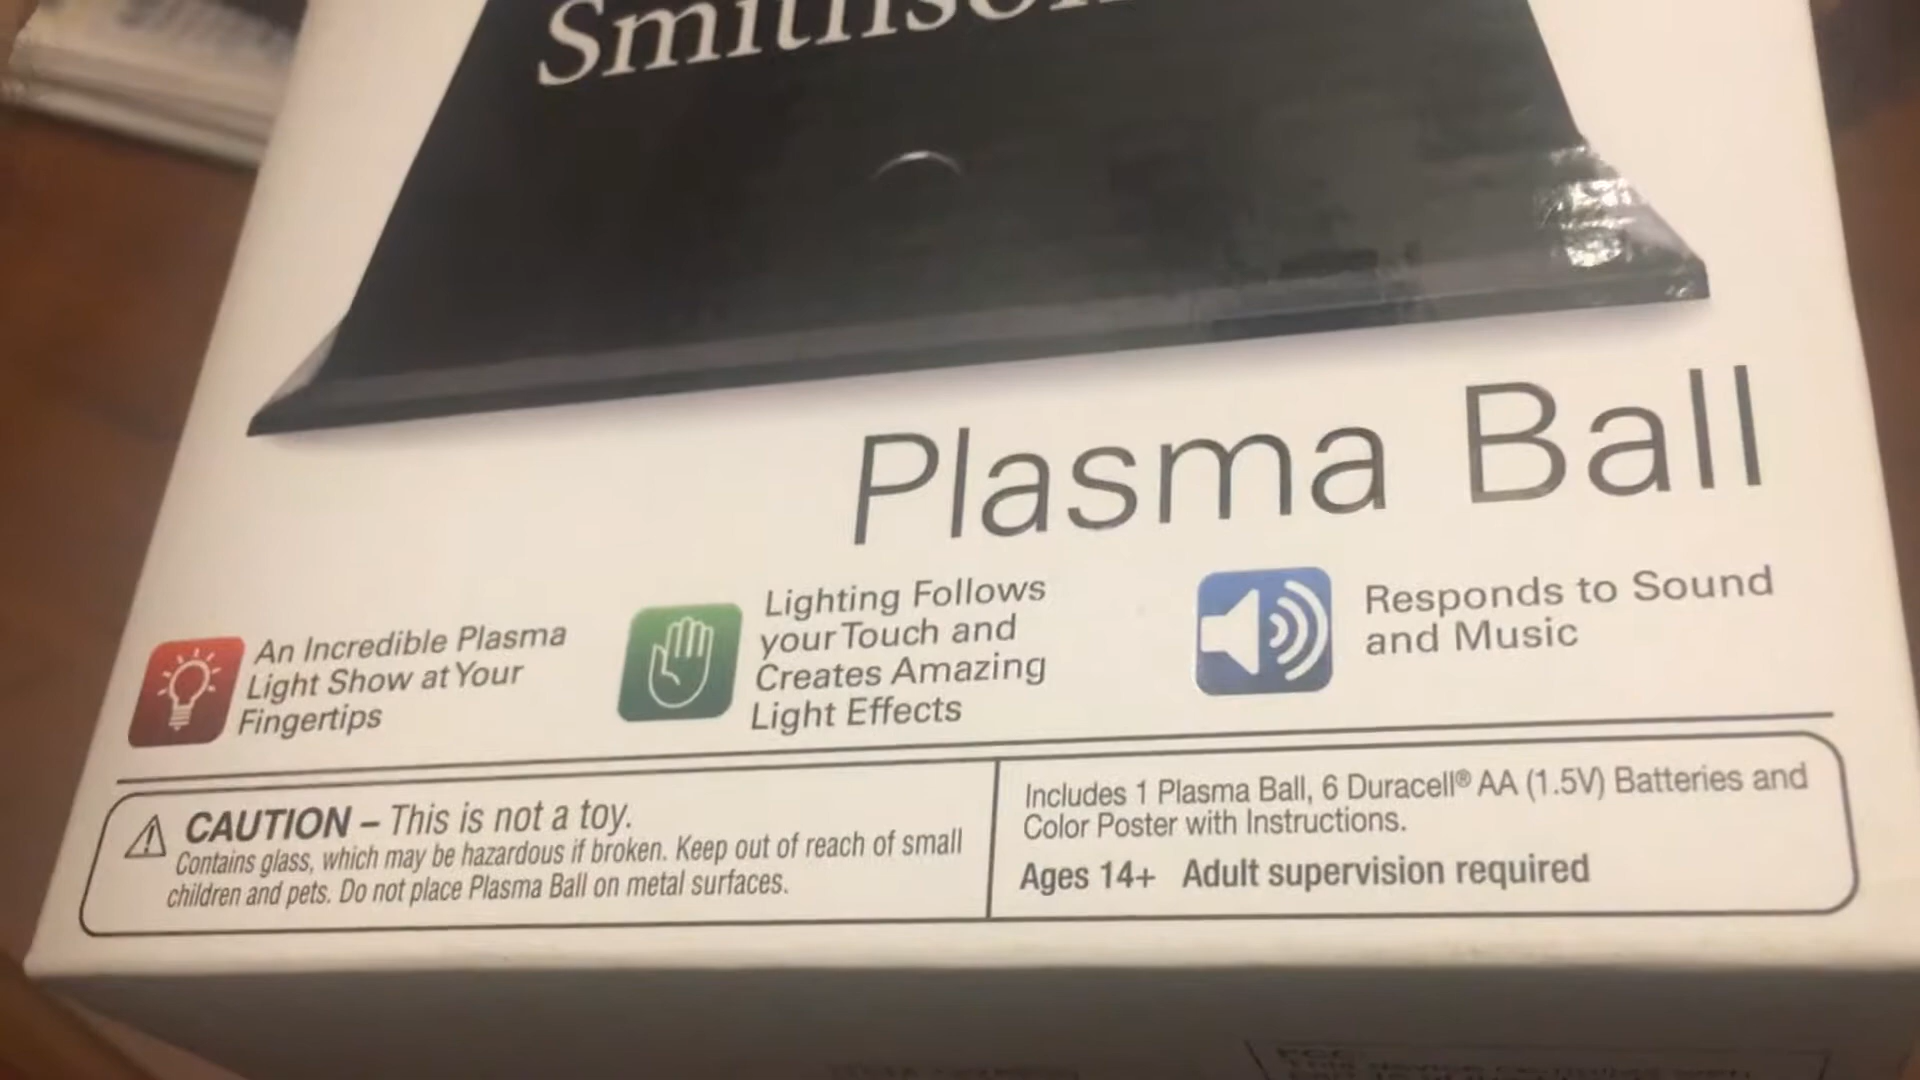 Plasma Ball
An Incredible Plasma
Light Show at Your
Fingertips
Lighting Follows
your Touch and
Creates Amazing
Light Effects
Responds to Sound
and Music
CAUTION – This is not a toy.
Contains glass, which may be hazardous if broken. Keep out of reach of small
children and pets. Do not place Plasma Ball on metal surfaces.
Includes 1 Plasma Ball, 6 Duracell® AA (1.5V) Batteries and
Color Poster with Instructions.
Ages 14+ Adult supervision required